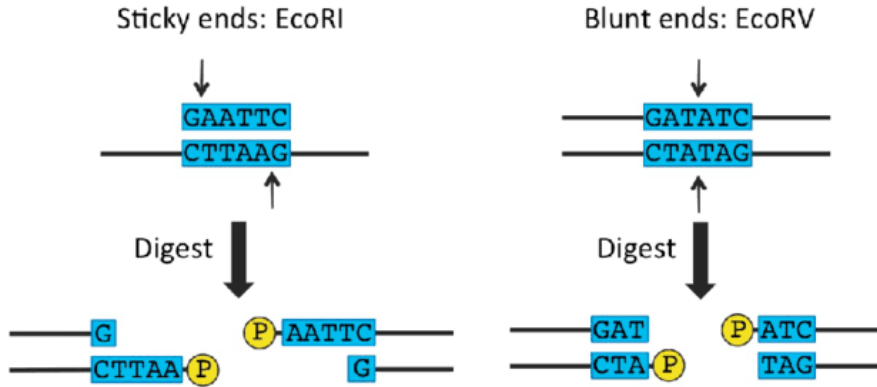 Sticky ends: EcoRI
GAATTC
CTTAAG
Digest
G
P AATTC
CTTAA P
G
Blunt ends: EcoRV
GATATC
CTATAG
Digest
GAT
P ATC
CTA P
TAG